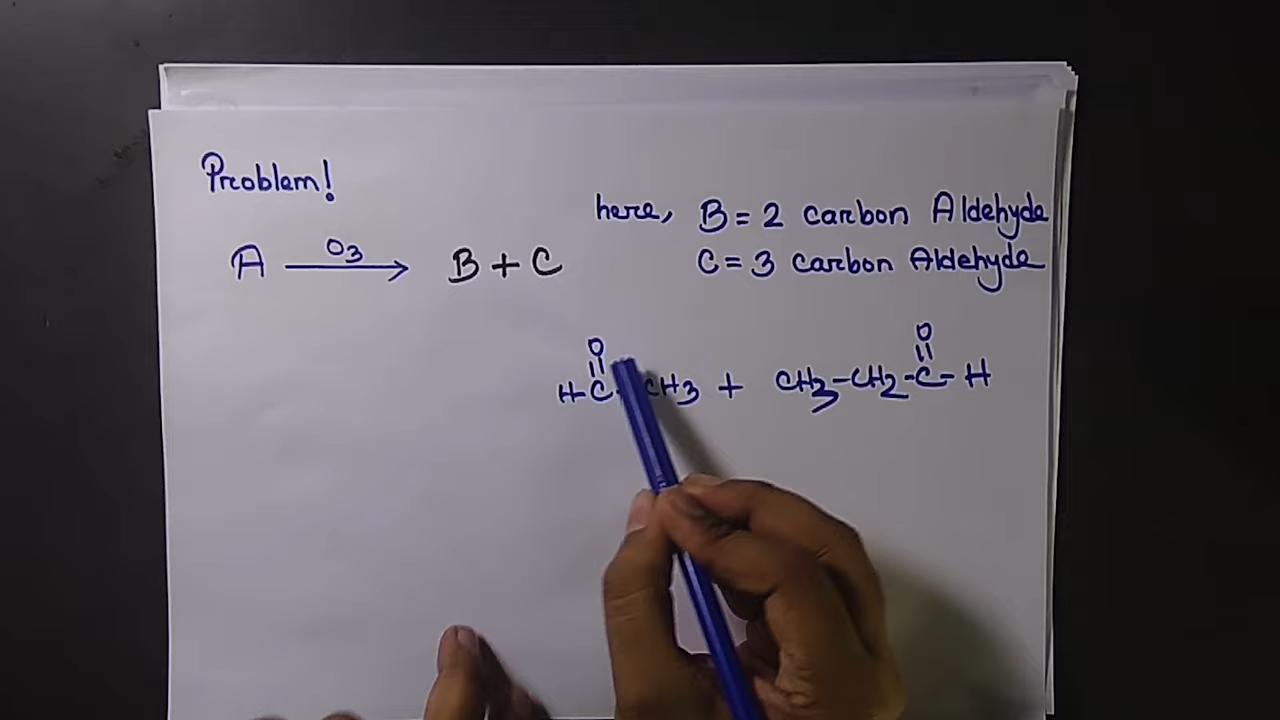 Problem!
here, B = 2 carbon Aldehyde
A O3 → B + C
C = 3 carbon Aldehyde
O O
|| ||
H-C-CH3 + CH3-CH2-C-H